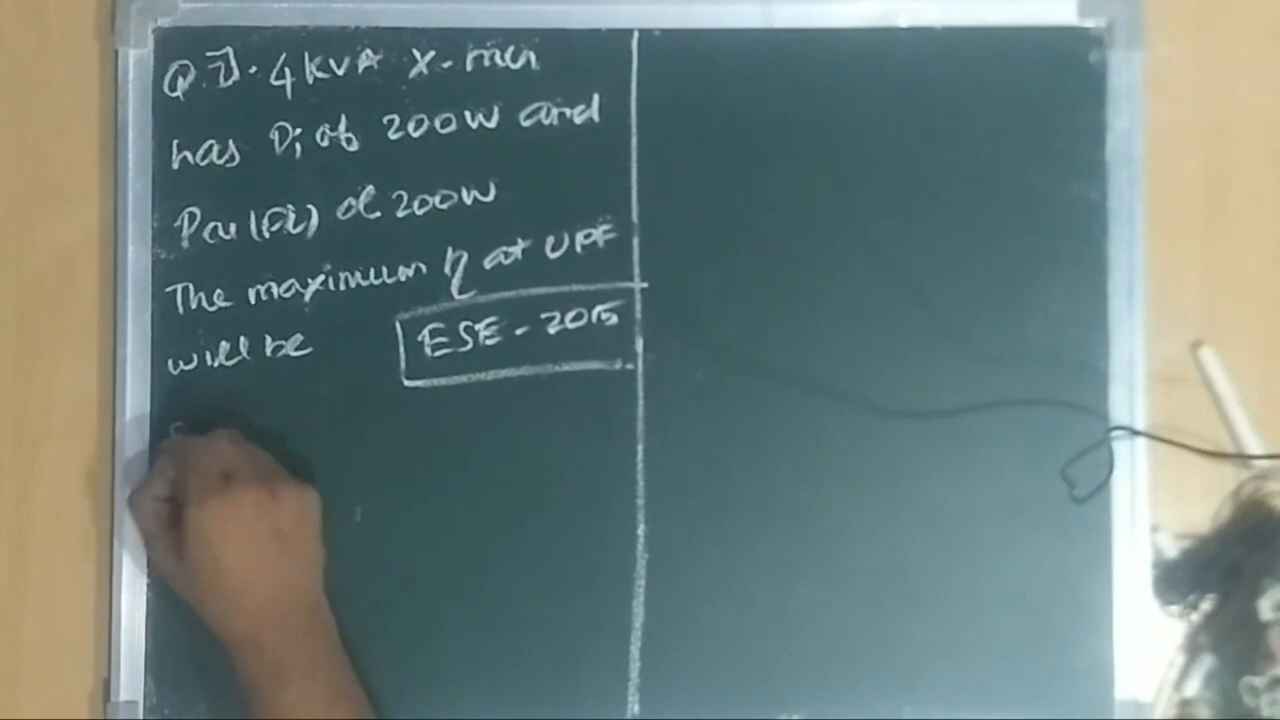 Q.7. 4KVA X-mer
has Pi of 200W and
Pcu(FL) of 200W
The maximum η at UPF
will be
ESE-2015